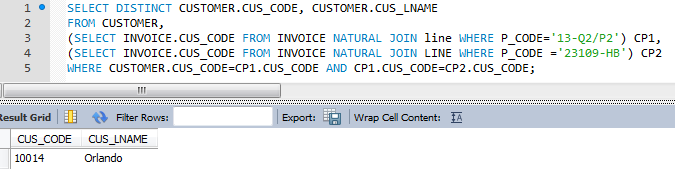 1 SELECT DISTINCT CUSTOMER.CUS_CODE, CUSTOMER.CUS_LNAME
2 FROM CUSTOMER,
3 (SELECT INVOICE.CUS_CODE FROM INVOICE NATURAL JOIN line WHERE P_CODE='13-Q2/P2') CP1,
4 (SELECT INVOICE.CUS_CODE FROM INVOICE NATURAL JOIN LINE WHERE P_CODE ='23109-HB') CP2
5 WHERE CUSTOMER.CUS_CODE=CP1.CUS_CODE AND CP1.CUS_CODE=CP2.CUS_CODE;
Result Grid Filter Rows: Export: Wrap Cell Content: IA
CUS_CODE CUS_LNAME
10014 Orlando